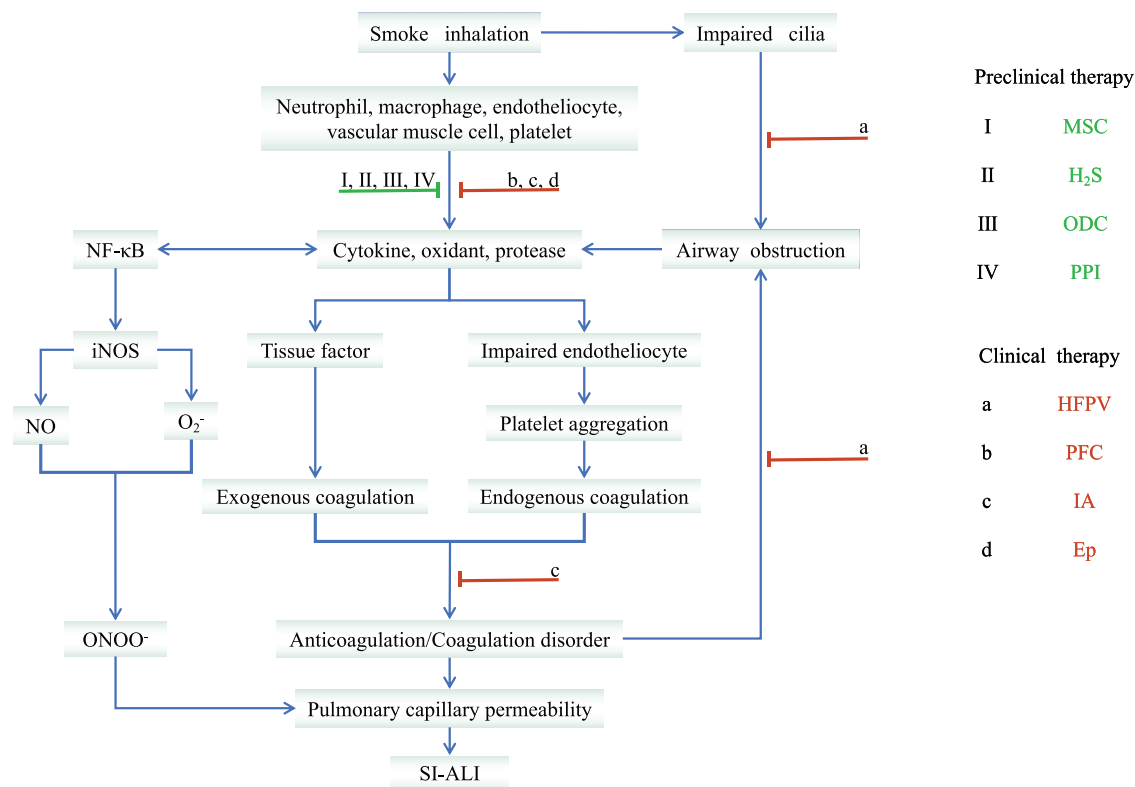 Smoke inhalation
Impaired cilia
Neutrophil, macrophage, endotheliocyte,
vascular muscle cell, platelet
a
I, II, III, IV
b, c, d
NF-κB
Cytokine, oxidant, protease
Airway obstruction
iNOS
Tissue factor
Impaired endotheliocyte
NO
O₂⁻
Platelet aggregation
a
Exogenous coagulation
Endogenous coagulation
c
ONOO⁻
Anticoagulation/Coagulation disorder
Pulmonary capillary permeability
SI-ALI
Preclinical therapy
I MSC
II H₂S
III ODC
IV PPI
Clinical therapy
a HFPV
b PFC
c IA
d Ep